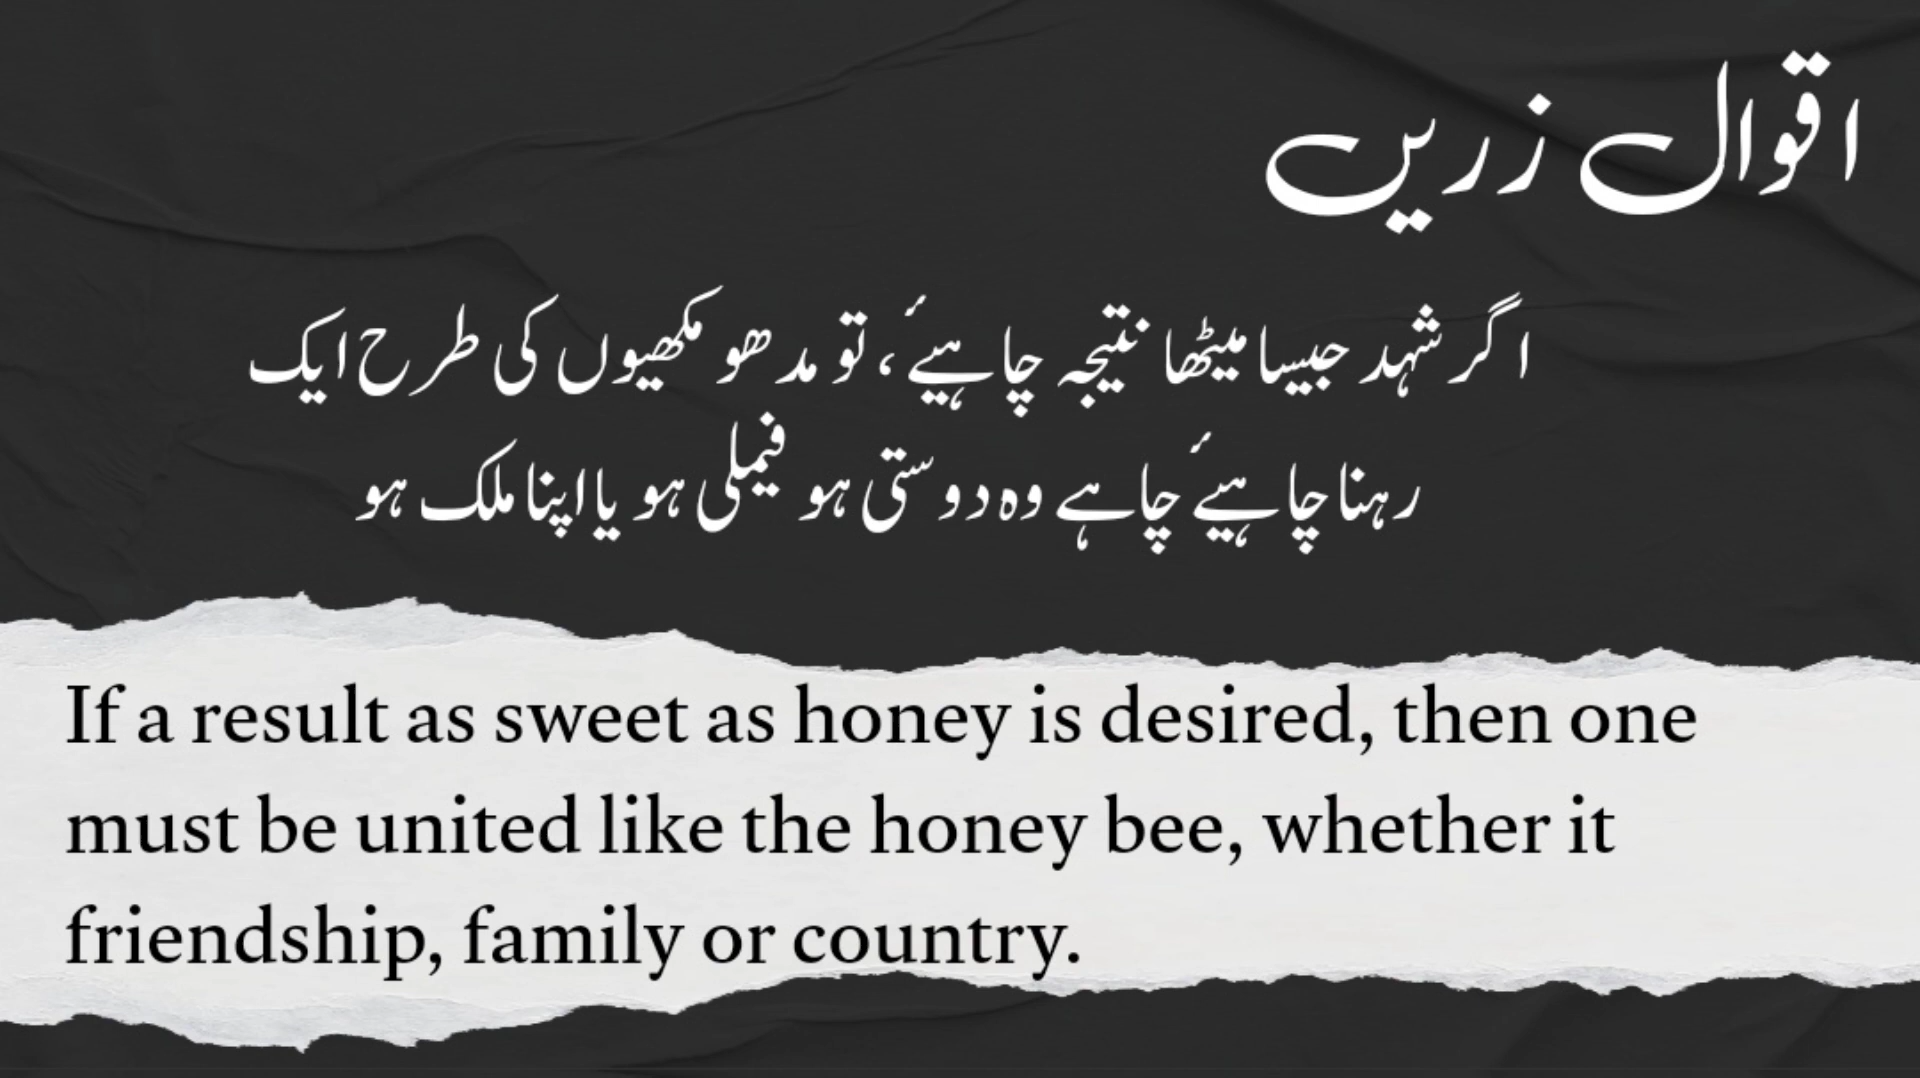 اقوال زریں
اگر شہد جیسا میٹھا نتیجہ چاہیئے، تو مدھو مکھیوں کی طرح ایک
رہنا چاہیئے چاہے وہ دوستی ہو فیملی ہو یا اپنا ملک ہو
If a result as sweet as honey is desired, then one
must be united like the honey bee, whether it
friendship, family or country.